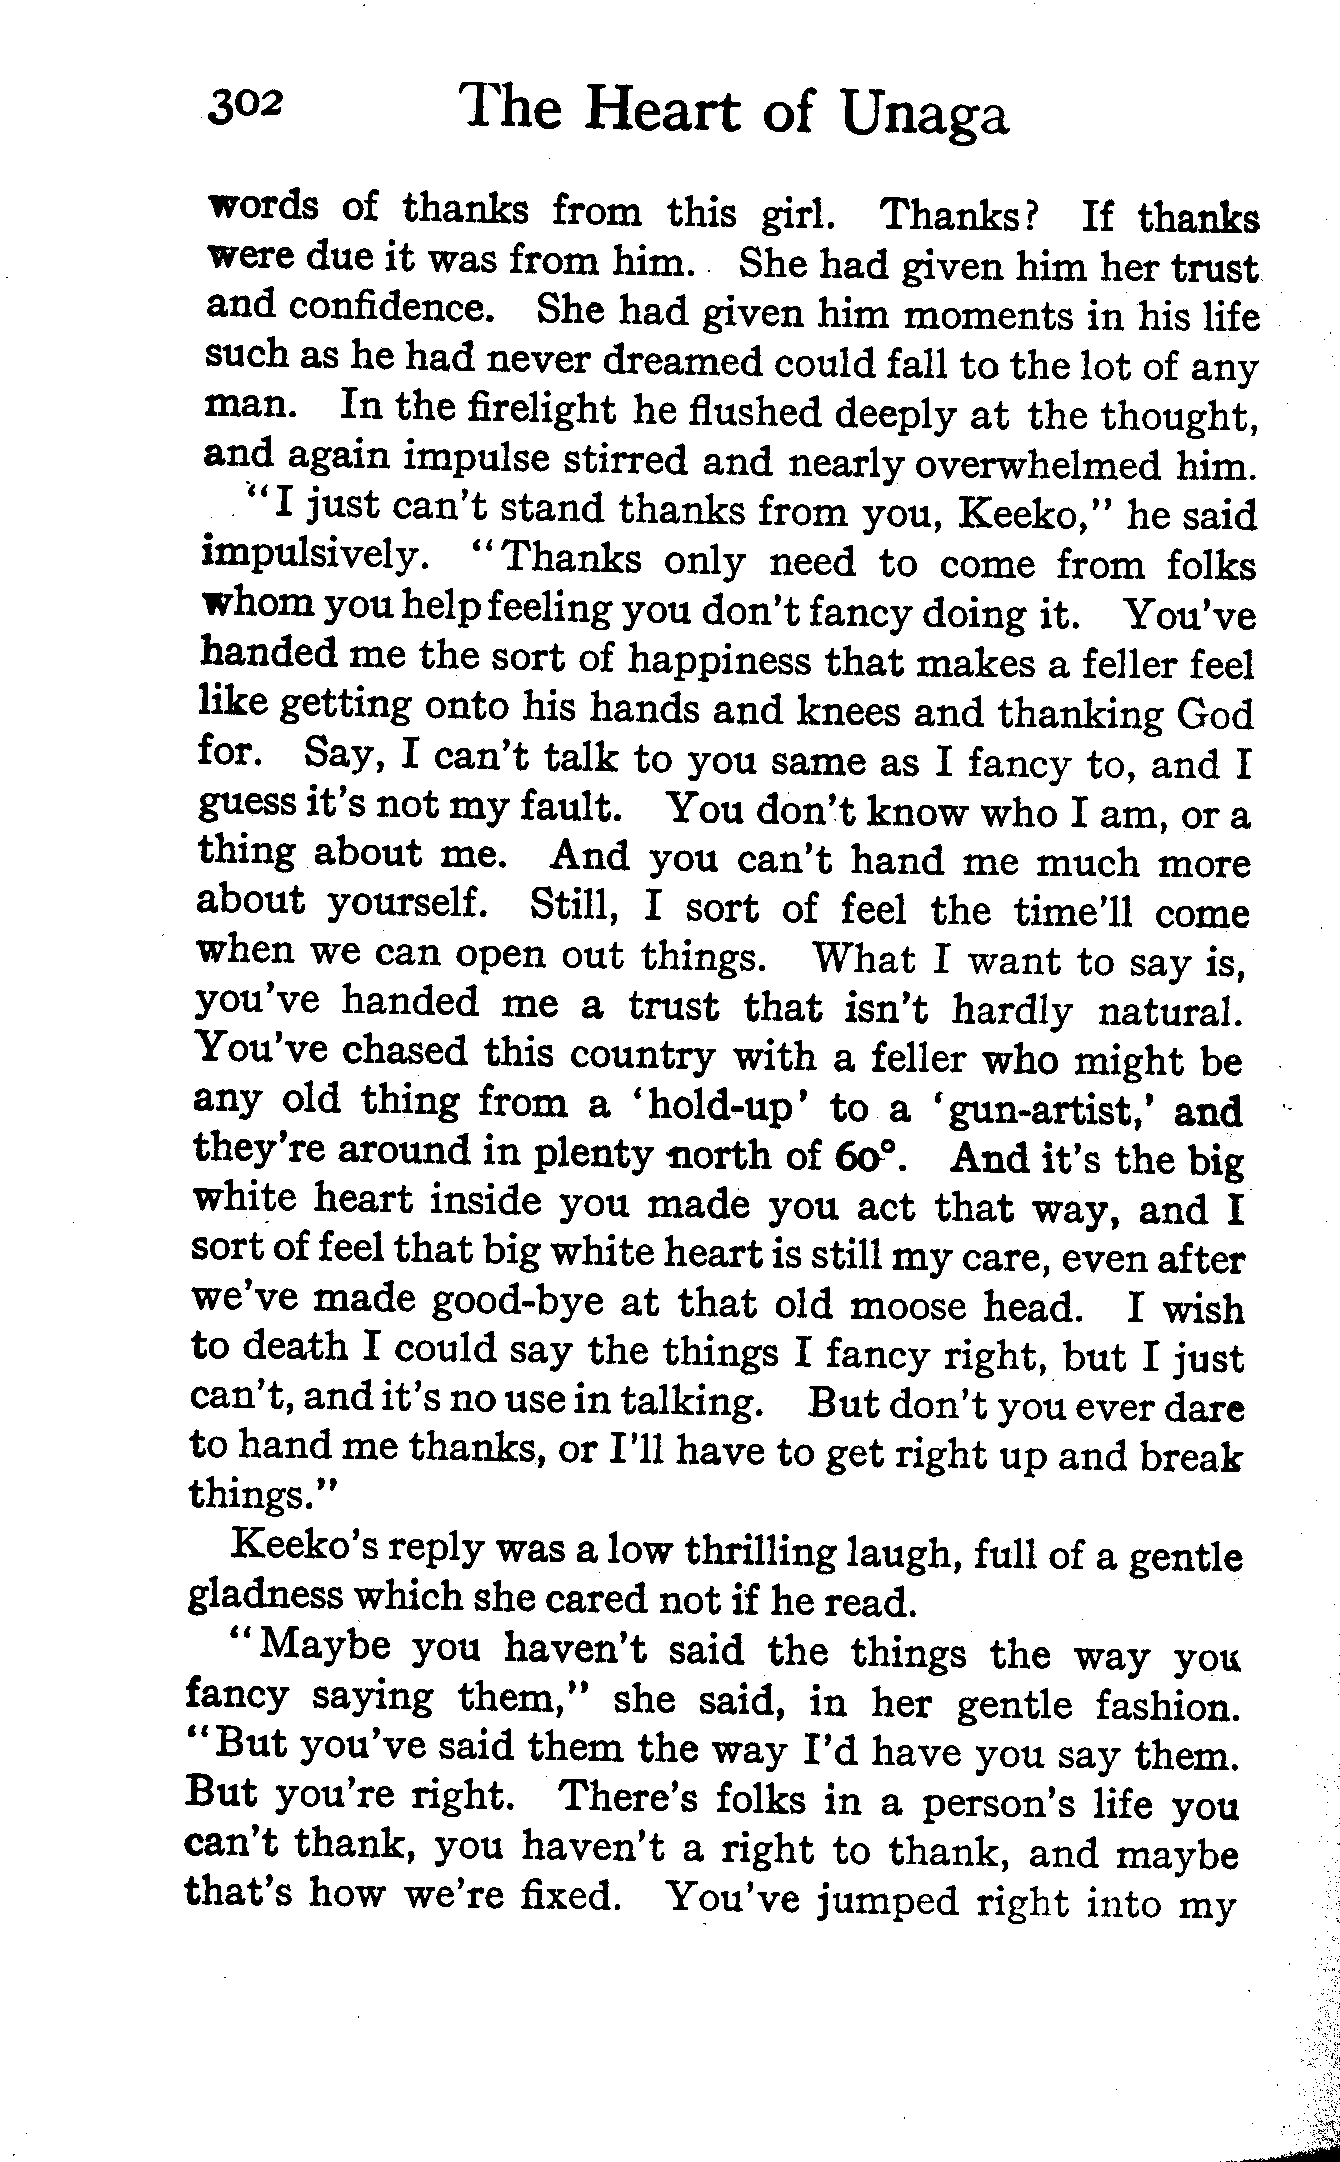 302 The Heart of Unaga
words of thanks from this girl. Thanks? If thanks
were due it was from him. She had given him her trust
and confidence. She had given him moments in his life
such as he had never dreamed could fall to the lot of any
man. In the firelight he flushed deeply at the thought,
and again impulse stirred and nearly overwhelmed him.
"I just can't stand thanks from you, Keeko," he said
impulsively. "Thanks only need to come from folks
whom you help feeling you don't fancy doing it. You've
handed me the sort of happiness that makes a feller feel
like getting onto his hands and knees and thanking God
for. Say, I can't talk to you same as I fancy to, and I
guess it's not my fault. You don't know who I am, or a
thing about me. And you can't hand me much more
about yourself. Still, I sort of feel the time'll come
when we can open out things. What I want to say is,
you've handed me a trust that isn't hardly natural.
You've chased this country with a feller who might be
any old thing from a 'hold-up' to a 'gun-artist,' and
they're around in plenty north of 60°. And it's the big
white heart inside you made you act that way, and I
sort of feel that big white heart is still my care, even after
we've made good-bye at that old moose head. I wish
to death I could say the things I fancy right, but I just
can't, and it's no use in talking. But don't you ever dare
to hand me thanks, or I'll have to get right up and break
things."
Keeko's reply was a low thrilling laugh, full of a gentle
gladness which she cared not if he read.
"Maybe you haven't said the things the way you
fancy saying them," she said, in her gentle fashion.
"But you've said them the way I'd have you say them.
But you're right. There's folks in a person's life you
can't thank, you haven't a right to thank, and maybe
that's how we're fixed. You've jumped right into my